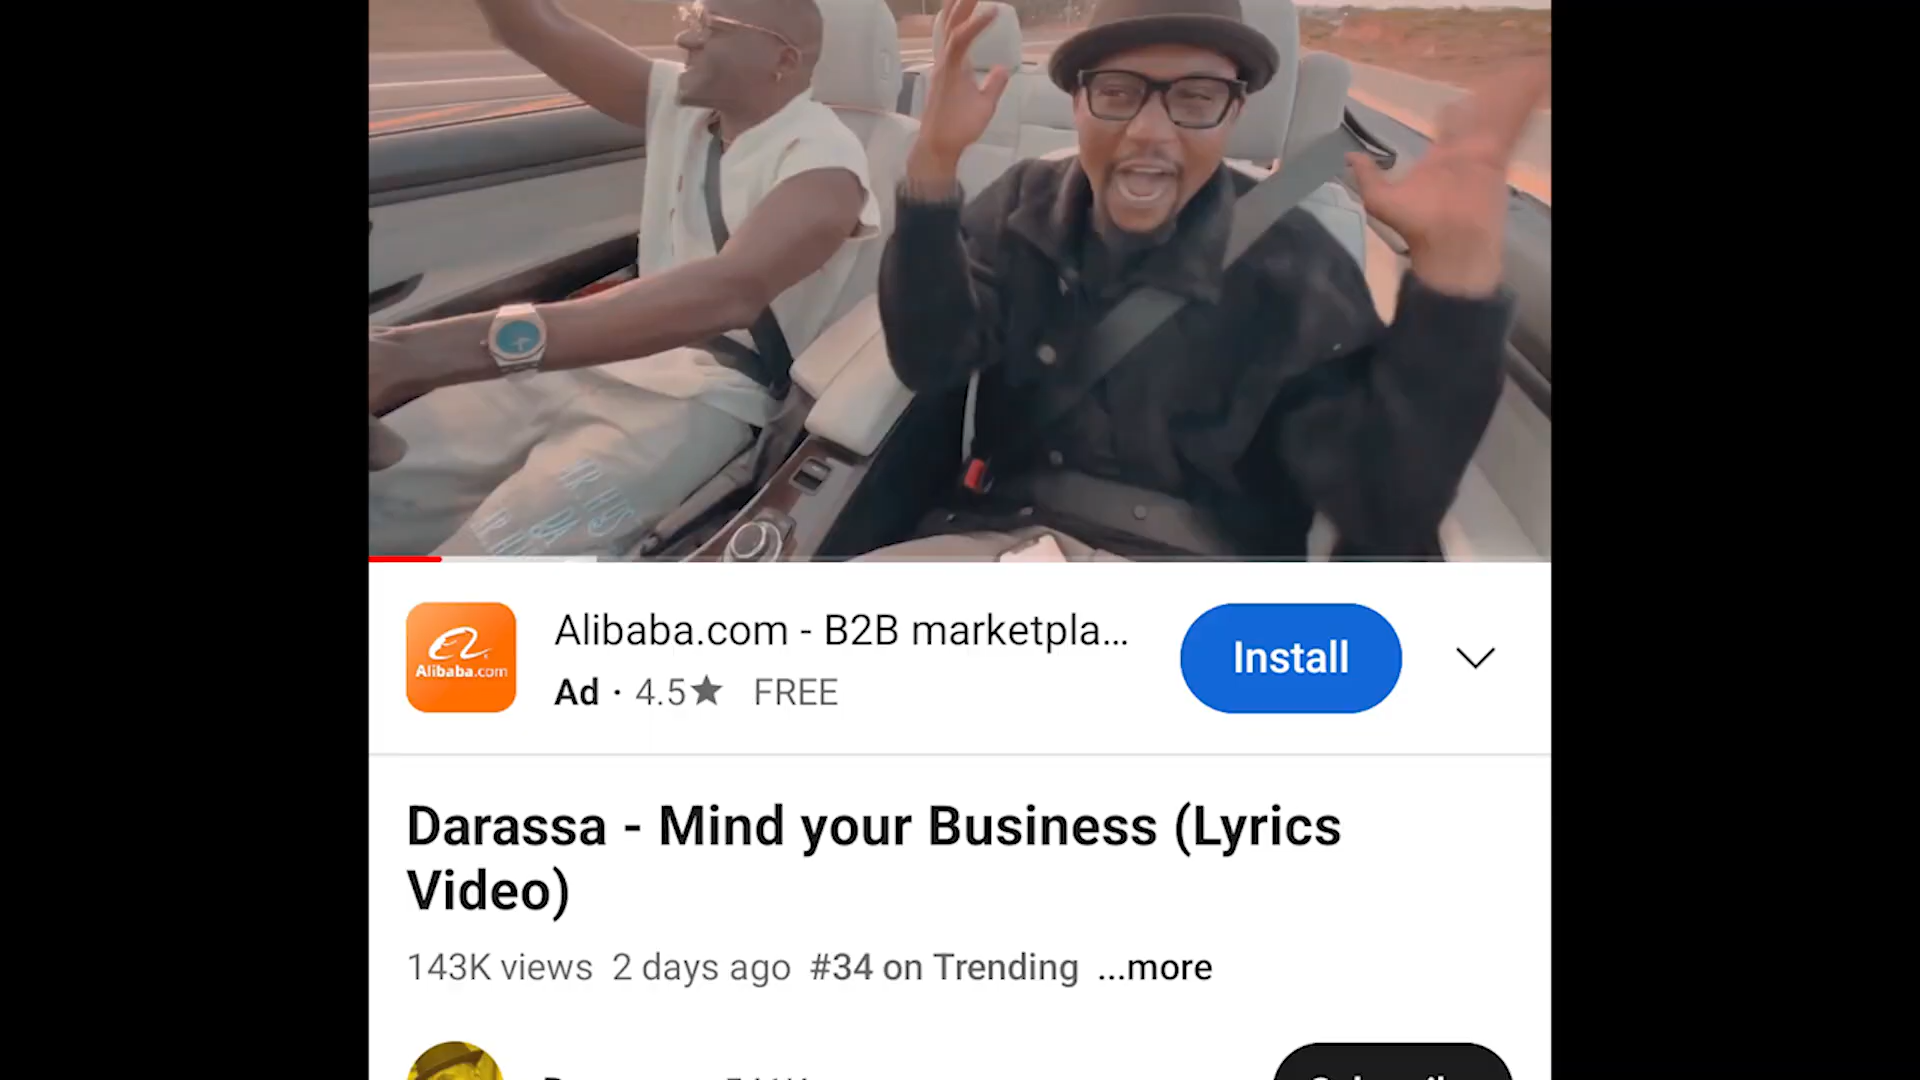 Alibaba.com
Alibaba.com - B2B marketpla...
Install
Ad · 4.5★ FREE
Darassa - Mind your Business (Lyrics
Video)
143K views 2 days ago #34 on Trending ...more